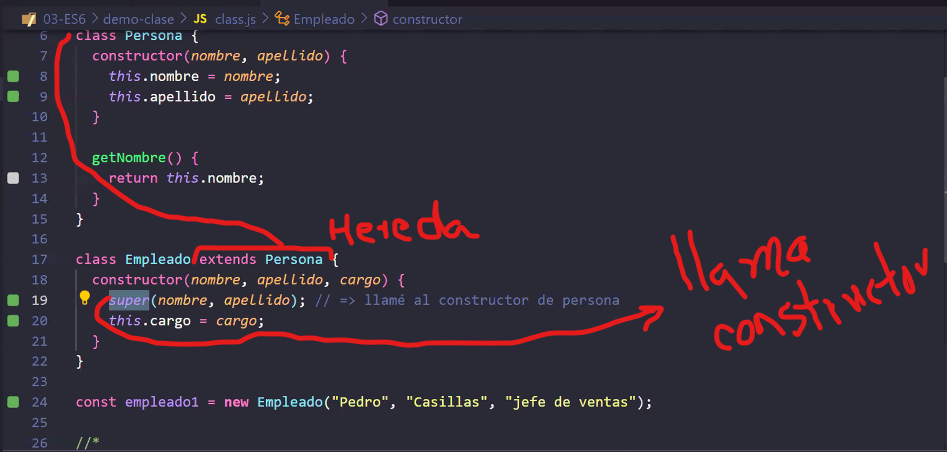 03-ES6 > demo-clase > JS class.js > Empleado > constructor
6 class Persona {
7 constructor(nombre, apellido) {
8 this.nombre = nombre;
9 this.apellido = apellido;
10 }
11
12 getNombre() {
13 return this.nombre;
14 }
15 }
16
Hereda
17 class Empleado extends Persona {
18 constructor(nombre, apellido, cargo) {
19 super(nombre, apellido); // => llamé al constructor de persona
20 this.cargo = cargo;
21 }
22 }
llama
constructor
23
24 const empleado1 = new Empleado("Pedro", "Casillas", "jefe de ventas");
25
26 //*